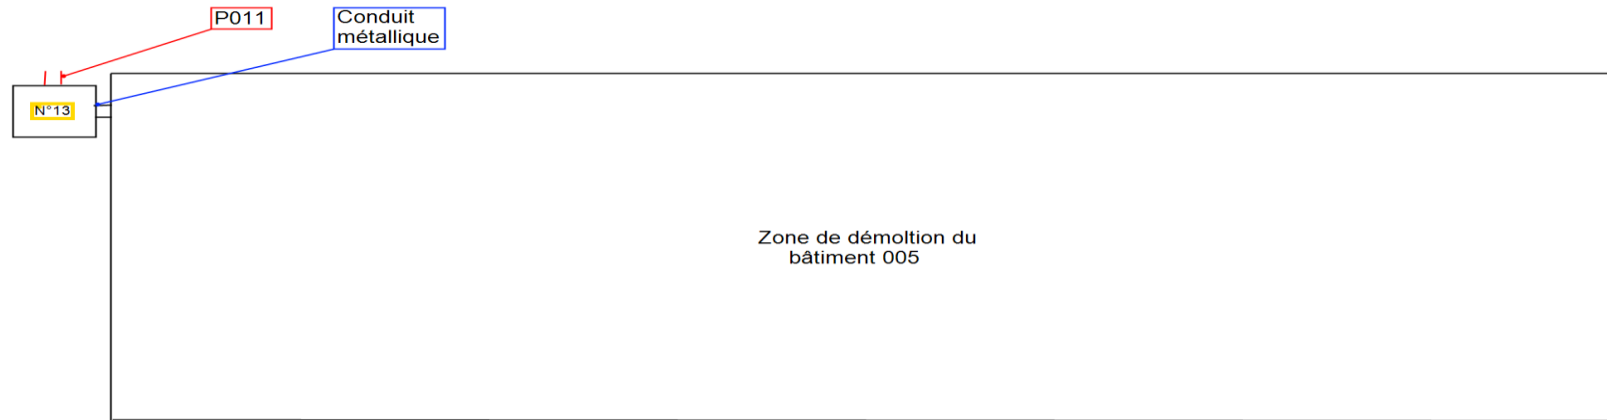 P011
Conduit
métallique
N°13
Zone de démoltion du
bâtiment 005